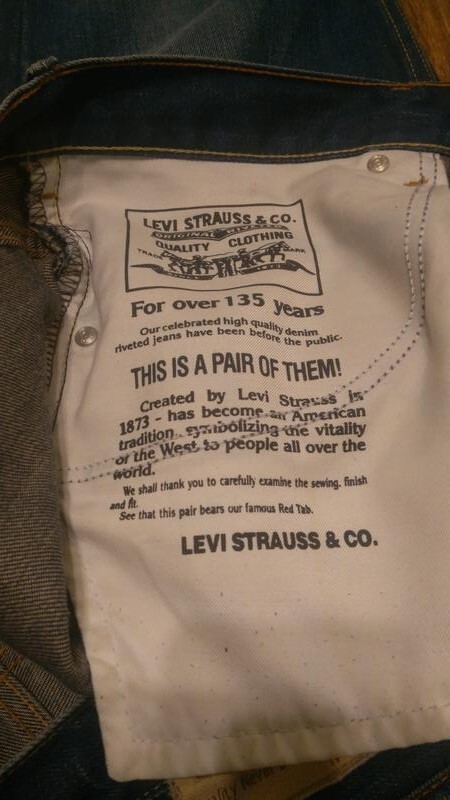 LEVI STRAUSS & CO.
ORIGINAL RIVETED
QUALITY CLOTHING
TRADE MARK
For over 135 years
Our celebrated high quality denim
riveted jeans have been before the public.
THIS IS A PAIR OF THEM!
Created by Levi Strauss in
1873 - has become an American
tradition, symbolizing the vitality
of the West to people all over the
world.
We shall thank you to carefully examine the sewing. finish
and fit.
See that this pair bears our famous Red Tab.
LEVI STRAUSS & CO.